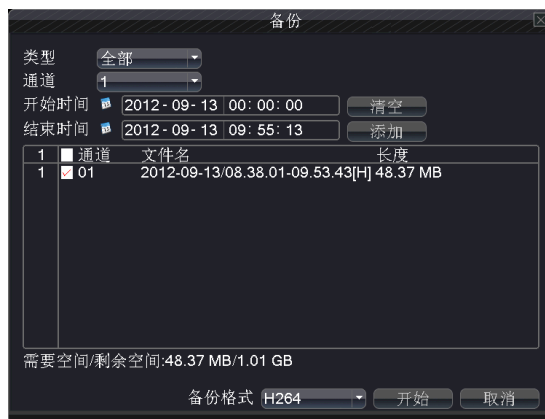 备份
类型 全部
通道 1
开始时间 2012-09-13 00:00:00 清空
结束时间 2012-09-13 09:55:13 添加
1 通道 文件名 长度
1 01 2012-09-13/08.38.01-09.53.43[H] 48.37 MB
需要空间/剩余空间:48.37 MB/1.01 GB
备份格式 H264 开始 取消